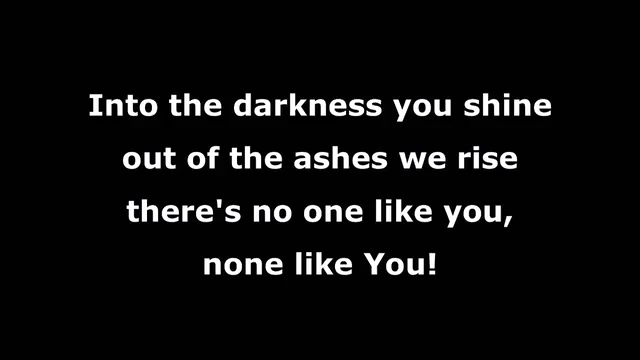 Into the darkness you shine
out of the ashes we rise
there's no one like you,
none like You!